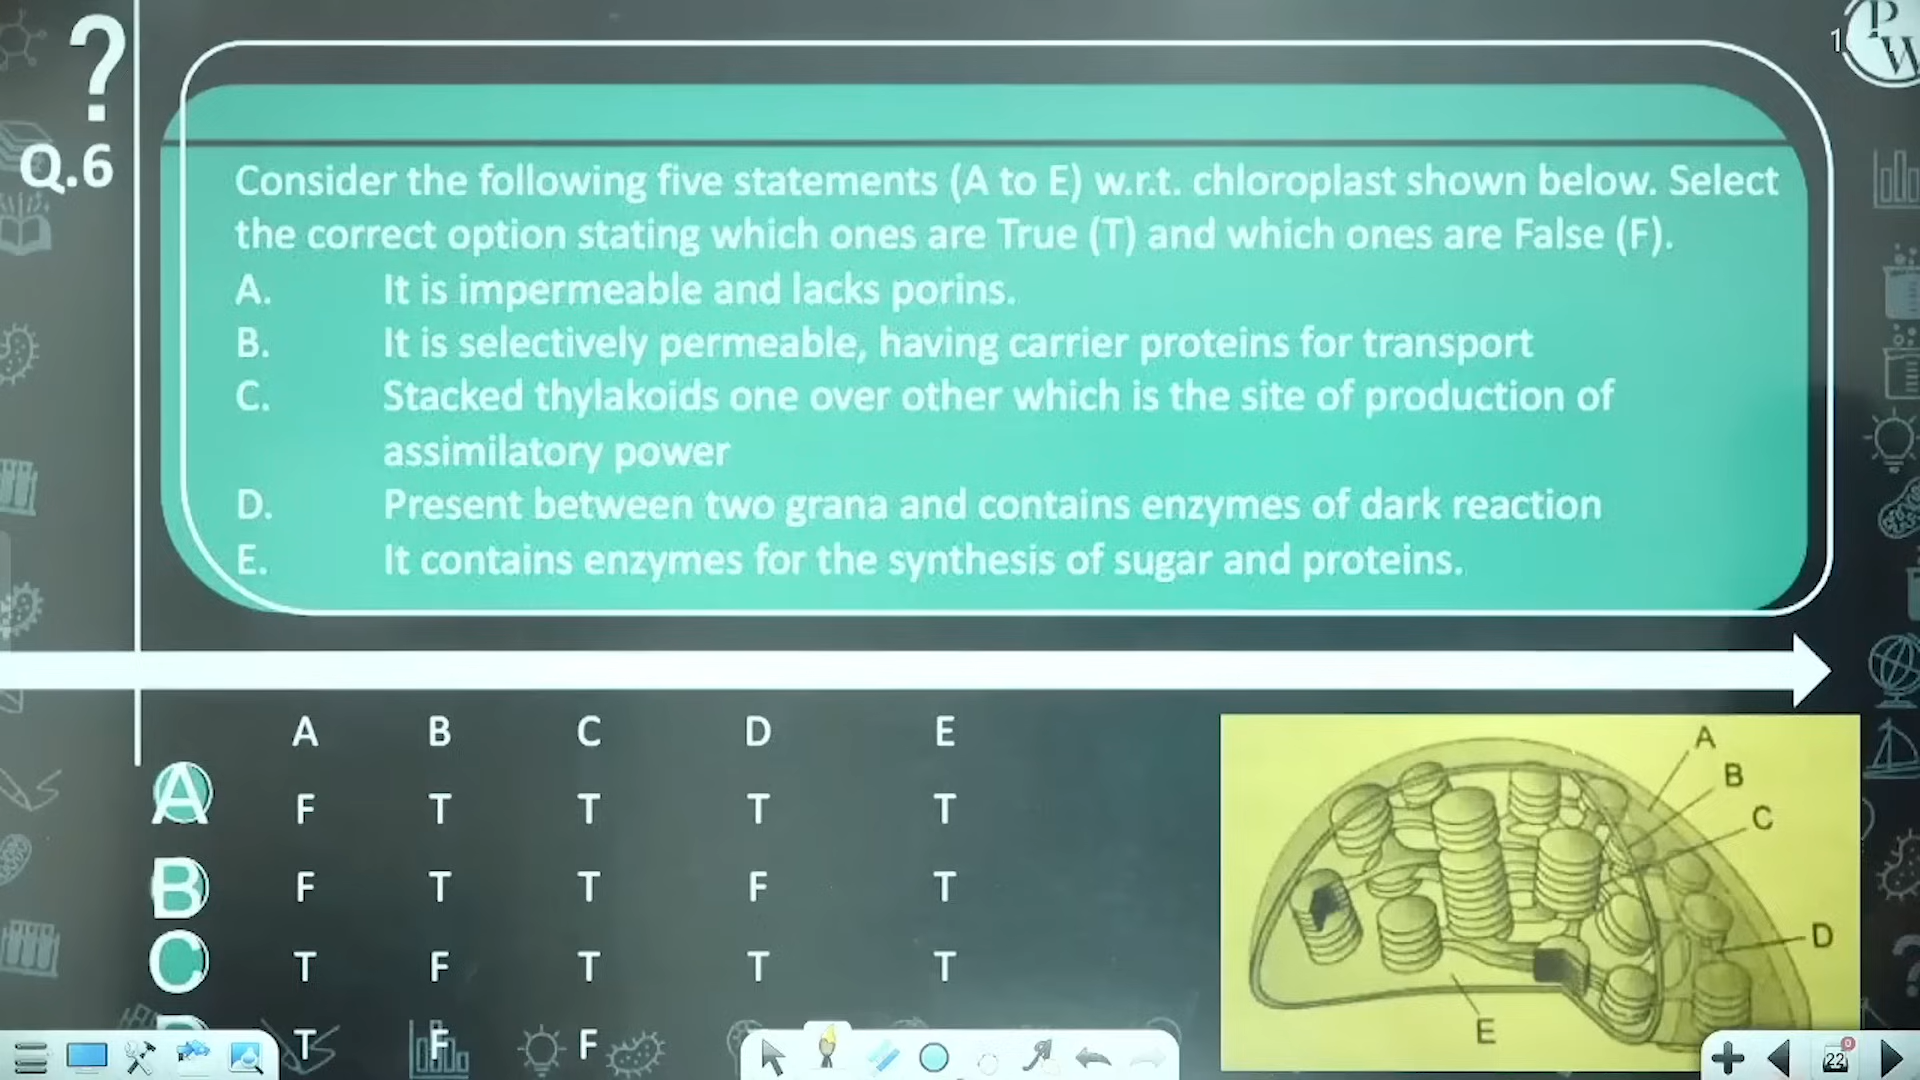 ?
Q.6
1
P
W
Consider the following five statements (A to E) w.r.t. chloroplast shown below. Select
the correct option stating which ones are True (T) and which ones are False (F).
A. It is impermeable and lacks porins.
B. It is selectively permeable, having carrier proteins for transport
C. Stacked thylakoids one over other which is the site of production of
assimilatory power
D. Present between two grana and contains enzymes of dark reaction
E. It contains enzymes for the synthesis of sugar and proteins.
A B C D E
A F T T T T
B F T T F T
C T F T T T
T F F
A
B
C
D
E
22
0